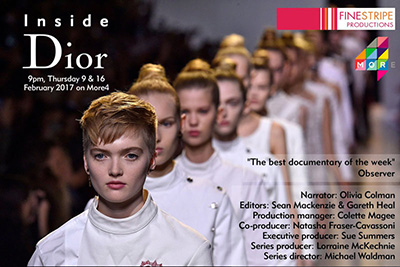 Inside
Dior
9pm, Thursday 9 & 16
February 2017 on More4
FINESTRIPE
PRODUCTIONS
4
MORE
"The best documentary of the week"
Observer
Narrator: Olivia Colman
Editors: Sean Mackenzie & Gareth Heal
Production manager: Colette Magee
Co-producer: Natasha Fraser-Cavassoni
Executive producer: Sue Summers
Series producer: Lorraine McKechnie
Series director: Michael Waldman